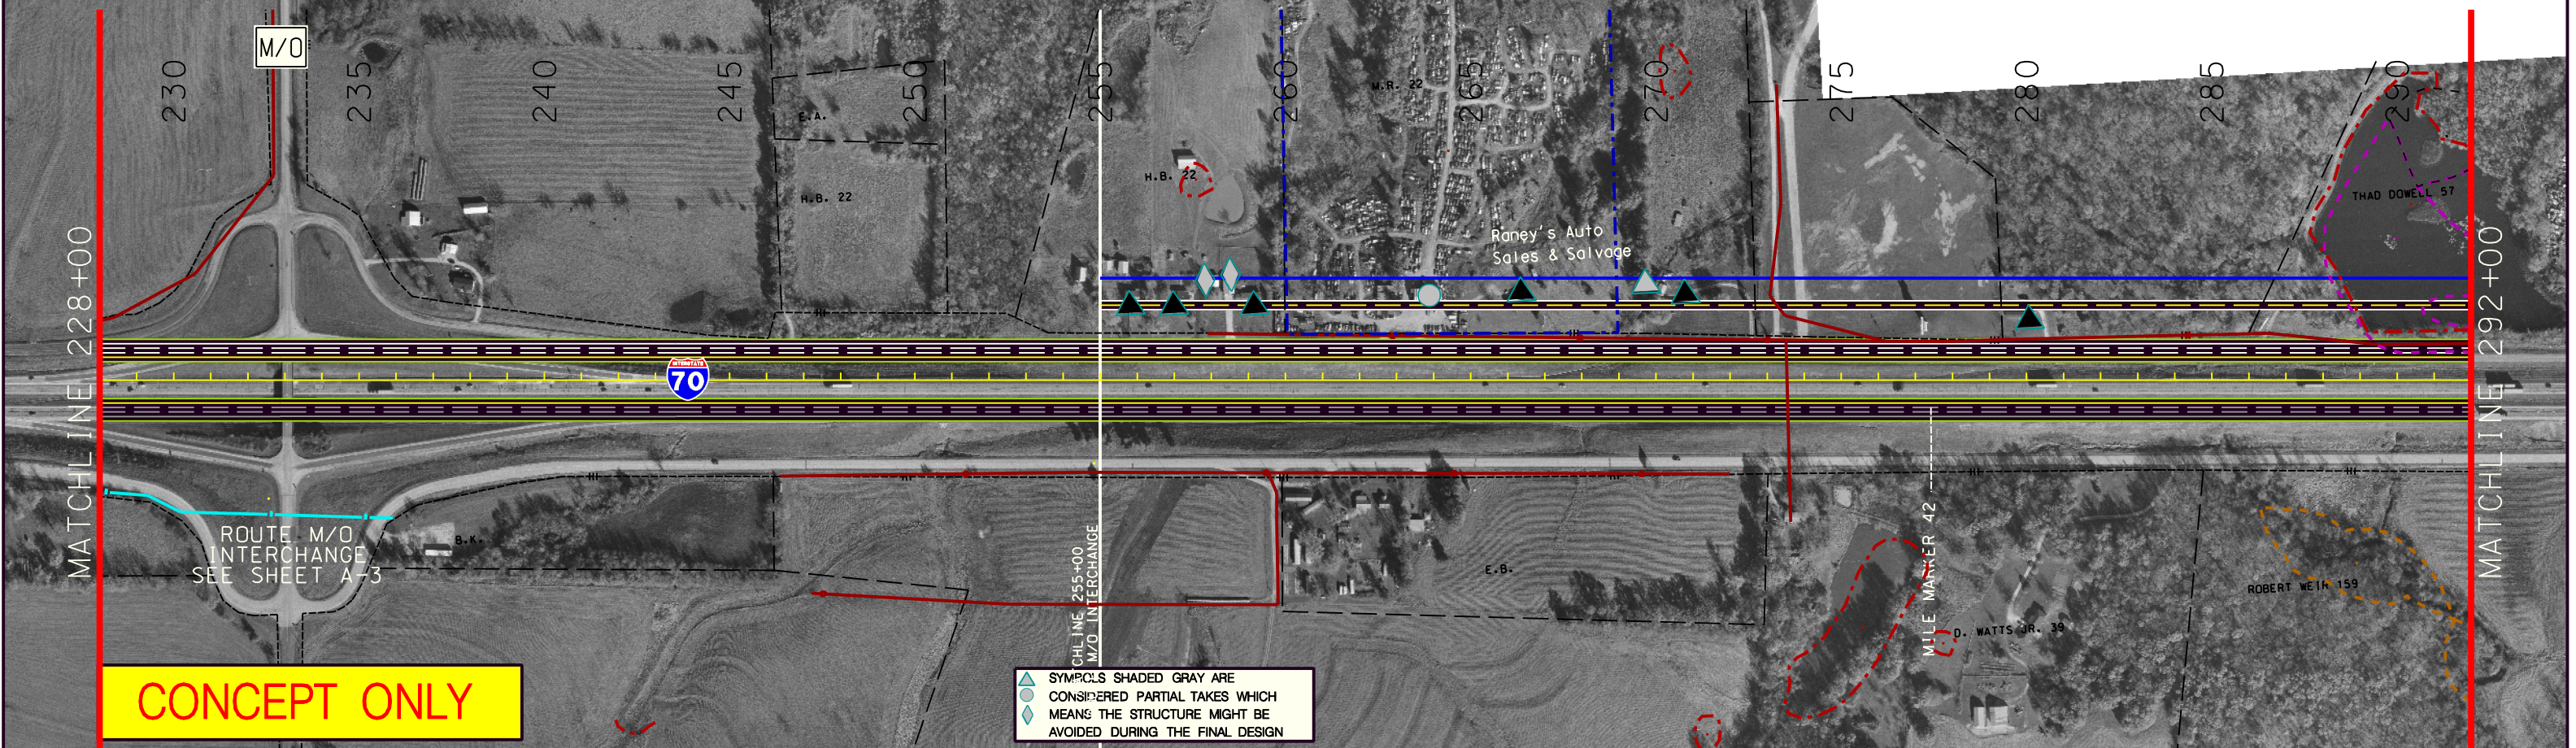 M/O
230
235
240
245
250
255
260
265
270
275
280
285
290
E.A.
H.B. 22
H.B. 22
M.R. 22
Raney's Auto
Sales & Salvage
THAD DOWELL 57
MATCHLINE 228+00
INTERSTATE
70
MATCHLINE 292+00
ROUTE M/O
INTERCHANGE
SEE SHEET A-3
B.K.
E.B.
MILE MARKER 42
D. WATTS JR. 39
ROBERT WEIR 159
TCHLINE 255+00
M/O INTERCHANGE
CONCEPT ONLY
SYMBOLS SHADED GRAY ARE
CONSIDERED PARTIAL TAKES WHICH
MEANS THE STRUCTURE MIGHT BE
AVOIDED DURING THE FINAL DESIGN